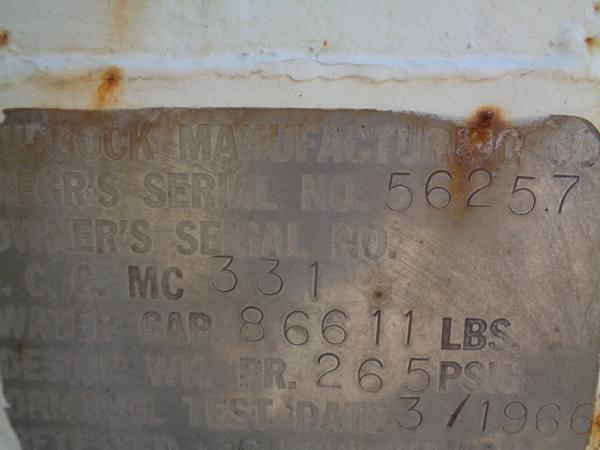 LUBBOCK MANUFACTURING CO
MFGR'S SERIAL NO. 56257
OWNER'S SERIAL NO.
I. C. C. MC 331
WATER CAP. 86611 LBS
DESIGN WK. PR. 265 PSIG
ORIGINAL TEST DATE 3/1966